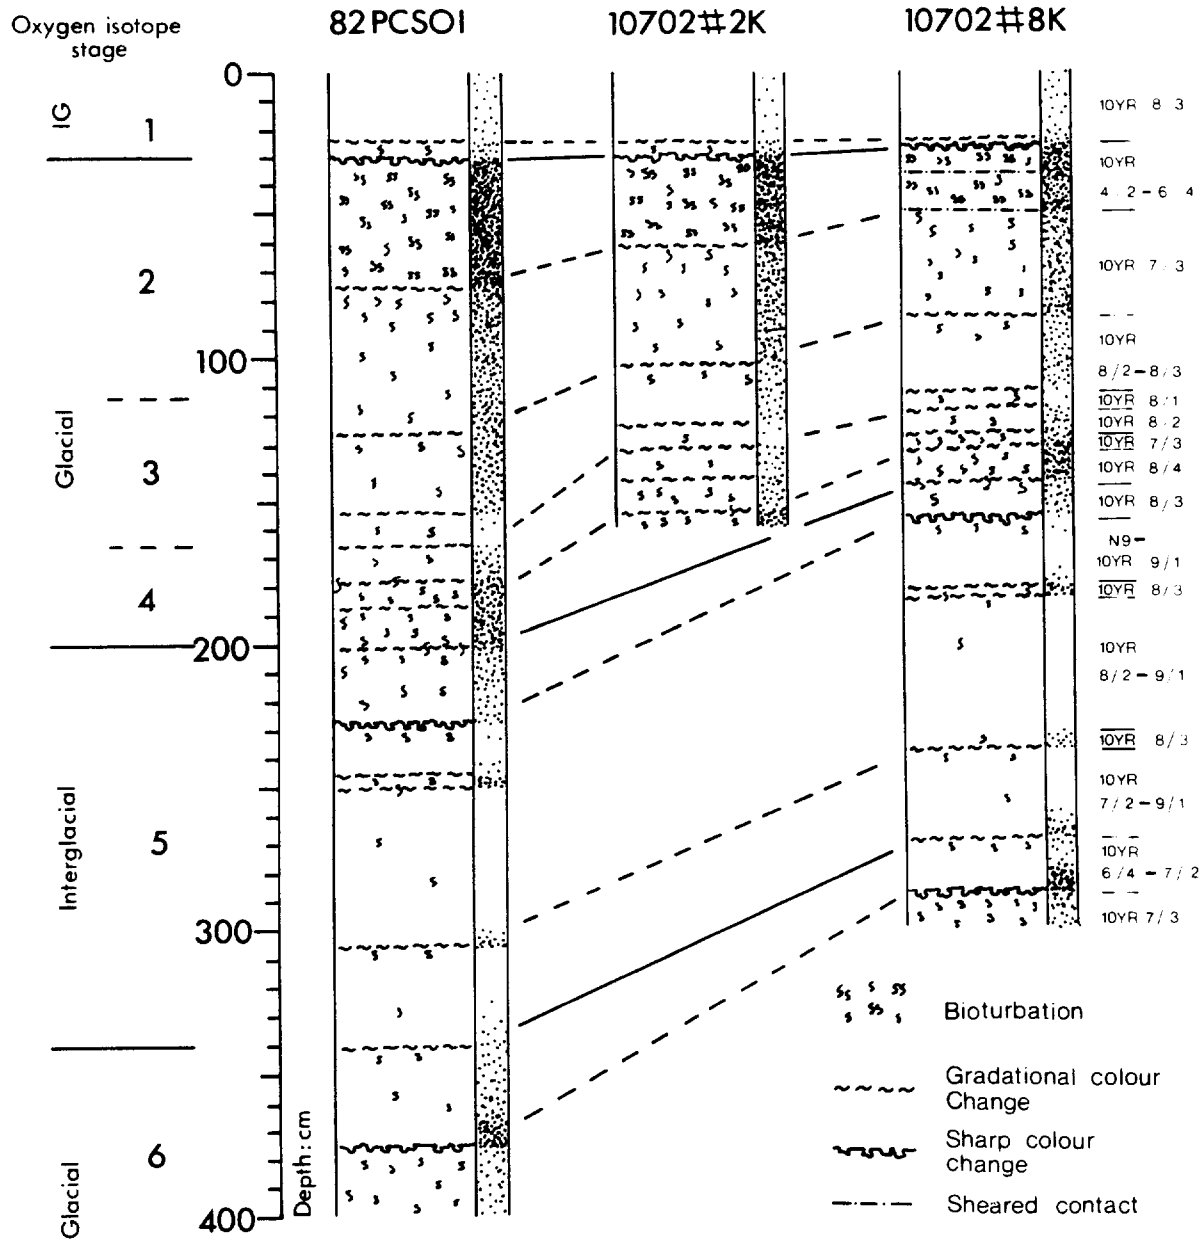 Oxygen isotope
stage
82PCSO1
10702#2K
10702#8K
0
100
200
300
400
Depth:cm
IG
Glacial
Interglacial
Glacial
1
2
3
4
5
6
10YR 8 3
10YR
4 2-6 4
10YR 7 3
10YR
8/2-8/3
10YR 8/1
10YR 8.2
10YR 7/3
10YR 8/4
10YR 8/3
N9-
10YR 9/1
10YR 8/3
10YR
8/2-9/1
10YR 8/3
10YR
7/2-9/1
10YR
6/4-7/2
10YR 7/3
Bioturbation
Gradational colour
Change
Sharp colour
change
Sheared contact